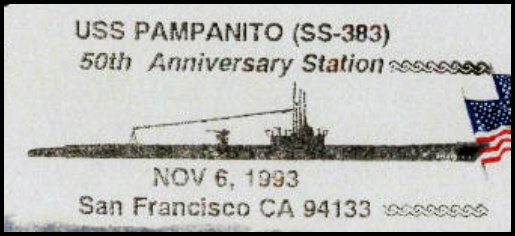 USS PAMPANITO (SS-383)
50th Anniversary Station
NOV 6, 1993
San Francisco CA 94133